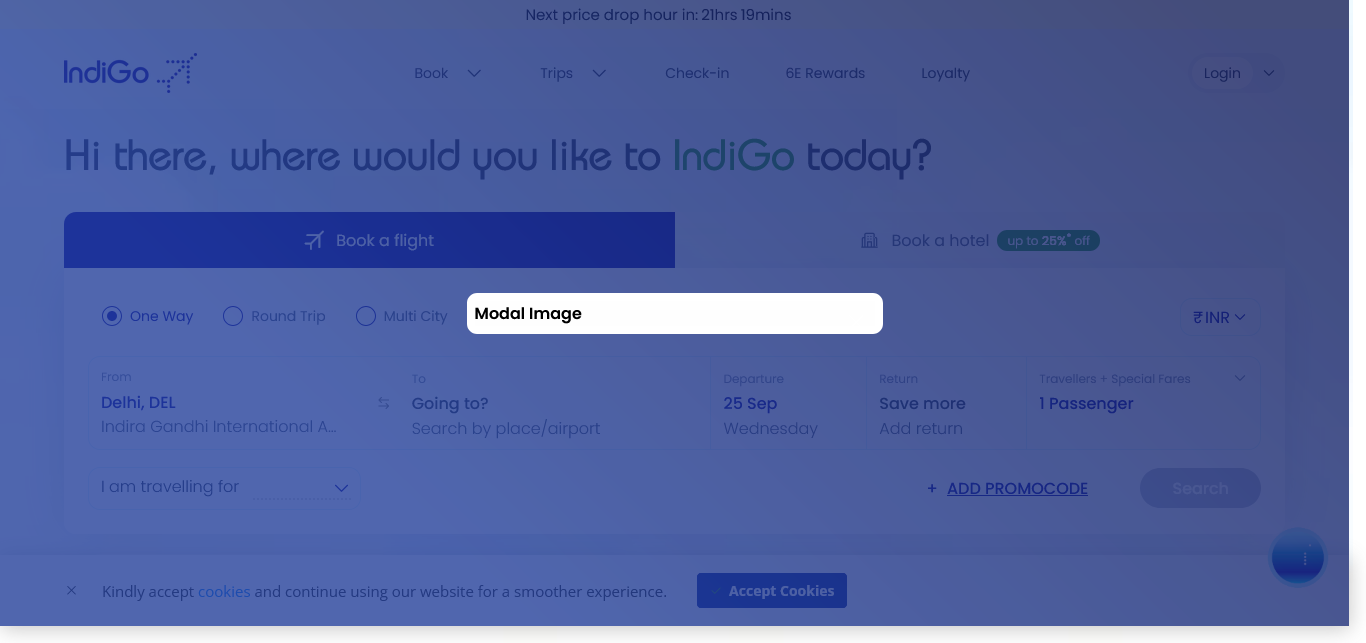 Next price drop hour in: 21hrs 19mins
IndiGo
Book
Trips
Check-in
6E Rewards
Loyalty
Login
Hi there, where would you like to IndiGo today?
Book a flight
Book a hotel
up to 25%* off
One Way
Round Trip
Multi City
Modal Image
₹ INR
From
Delhi, DEL
Indira Gandhi International A...
To
Going to?
Search by place/airport
Departure
25 Sep
Wednesday
Return
Save more
Add return
Travellers + Special Fares
1 Passenger
I am travelling for
+ ADD PROMOCODE
Search
Kindly accept cookies and continue using our website for a smoother experience.
Accept Cookies